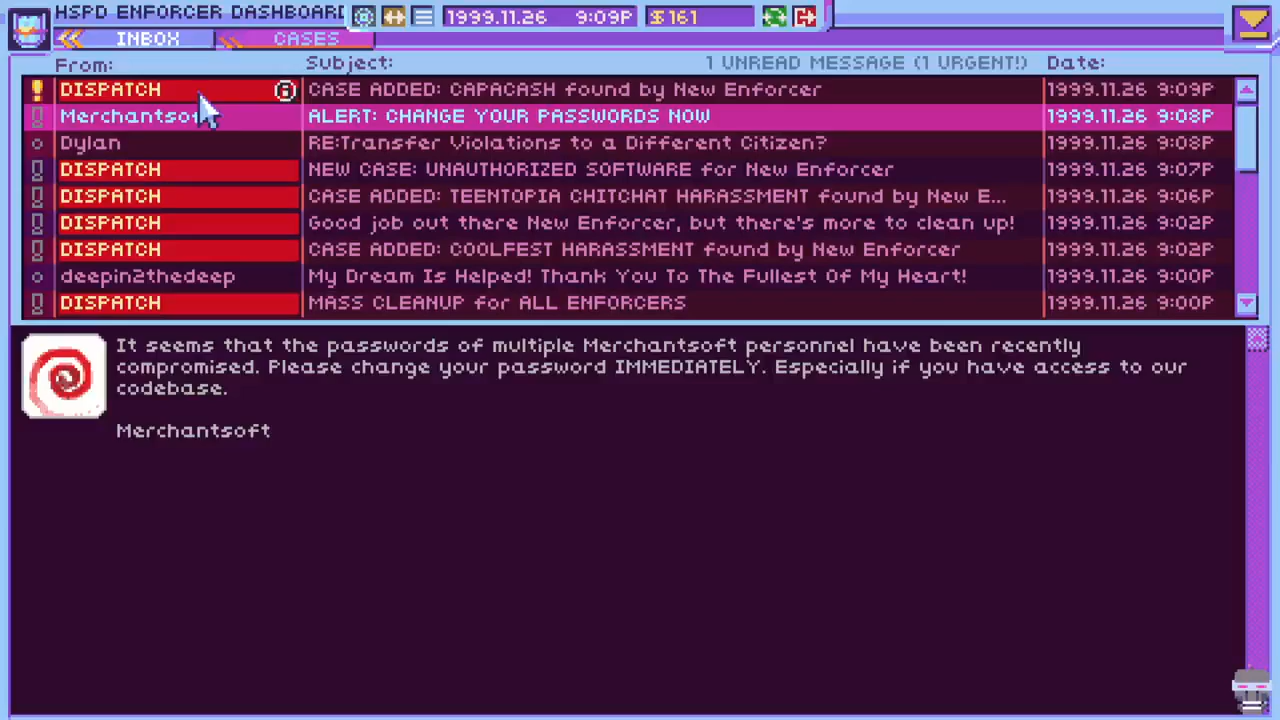 HSPD ENFORCER DASHBOARD
1999.11.26 9:09P
161
INBOX
CASES
From:
Subject:
1 UNREAD MESSAGE (1 URGENT!)
Date:
DISPATCH CASE ADDED: CAPACASH found by New Enforcer 1999.11.26 9:09P
Merchantsoft ALERT: CHANGE YOUR PASSWORDS NOW 1999.11.26 9:08P
Dylan RE:Transfer Violations to a Different Citizen? 1999.11.26 9:08P
DISPATCH NEW CASE: UNAUTHORIZED SOFTWARE for New Enforcer 1999.11.26 9:07P
DISPATCH CASE ADDED: TEENTOPIA CHITCHAT HARASSMENT found by New E... 1999.11.26 9:06P
DISPATCH Good job out there New Enforcer, but there's more to clean up! 1999.11.26 9:02P
DISPATCH CASE ADDED: COOLFEST HARASSMENT found by New Enforcer 1999.11.26 9:02P
deepin2thedeep My Dream Is Helped! Thank You To The Fullest Of My Heart! 1999.11.26 9:00P
DISPATCH MASS CLEANUP for ALL ENFORCERS 1999.11.26 9:00P
It seems that the passwords of multiple Merchantsoft personnel have been recently
compromised. Please change your password IMMEDIATELY. Especially if you have access to our
codebase.
Merchantsoft